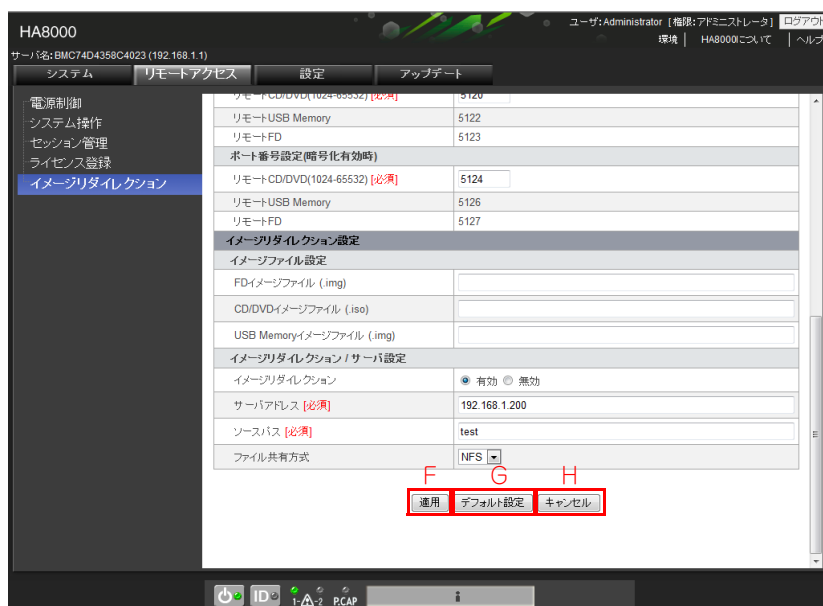 HA8000
ユーザ:Administrator [権限:アドミニストレータ] ログアウト
環境 | HA8000について | ヘルプ
サーバ名:BMC74D4358C4023 (192.168.1.1)
システム リモートアクセス 設定 アップデート
電源制御
システム操作
セッション管理
ライセンス登録
イメージリダイレクション
リモートCD/DVD(1024-65532) [必須] 5120
リモートUSB Memory 5122
リモートFD 5123
ポート番号設定(暗号化有効時)
リモートCD/DVD(1024-65532) [必須] 5124
リモートUSB Memory 5126
リモートFD 5127
イメージリダイレクション設定
イメージファイル設定
FDイメージファイル (.img)
CD/DVDイメージファイル (.iso)
USB Memoryイメージファイル (.img)
イメージリダイレクション / サーバ設定
イメージリダイレクション 有効 無効
サーバアドレス [必須] 192.168.1.200
ソースパス [必須] test
ファイル共有方式 NFS
F G H
適用 デフォルト設定 キャンセル
ID 1-2 P.CAP i